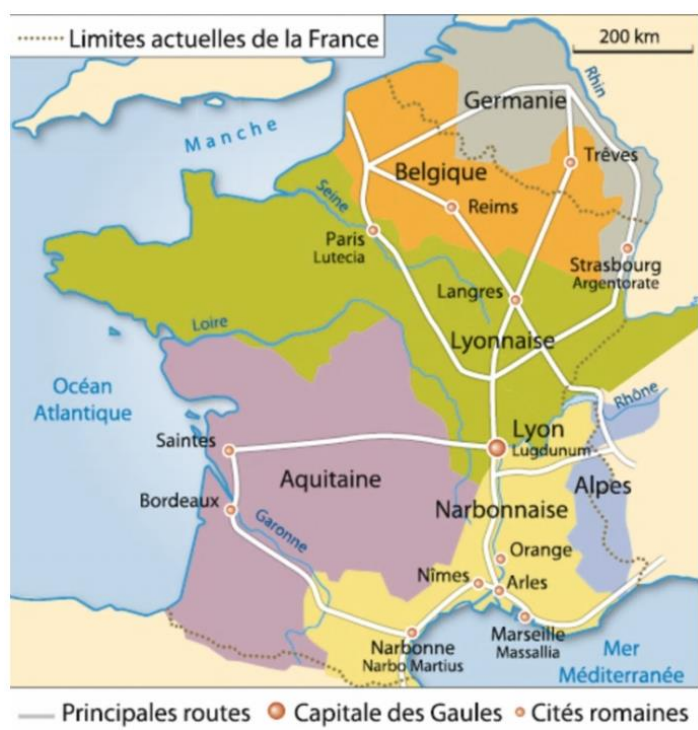 Limites actuelles de la France
200 km
Rhin
Germanie
Manche
Belgique
Trêves
Reims
Seine
Paris
Lutecia
Strasbourg
Argentorate
Langres
Loire
Lyonnaise
Océan
Atlantique
Rhône
Lyon
Lugdunum
Saintes
Aquitaine
Alpes
Bordeaux
Narbonnaise
Garonne
Orange
Nîmes
Arles
Narbonne
Narbo Martius
Marseille
Massallia
Mer
Méditerranée
Principales routes
Capitale des Gaules
Cités romaines